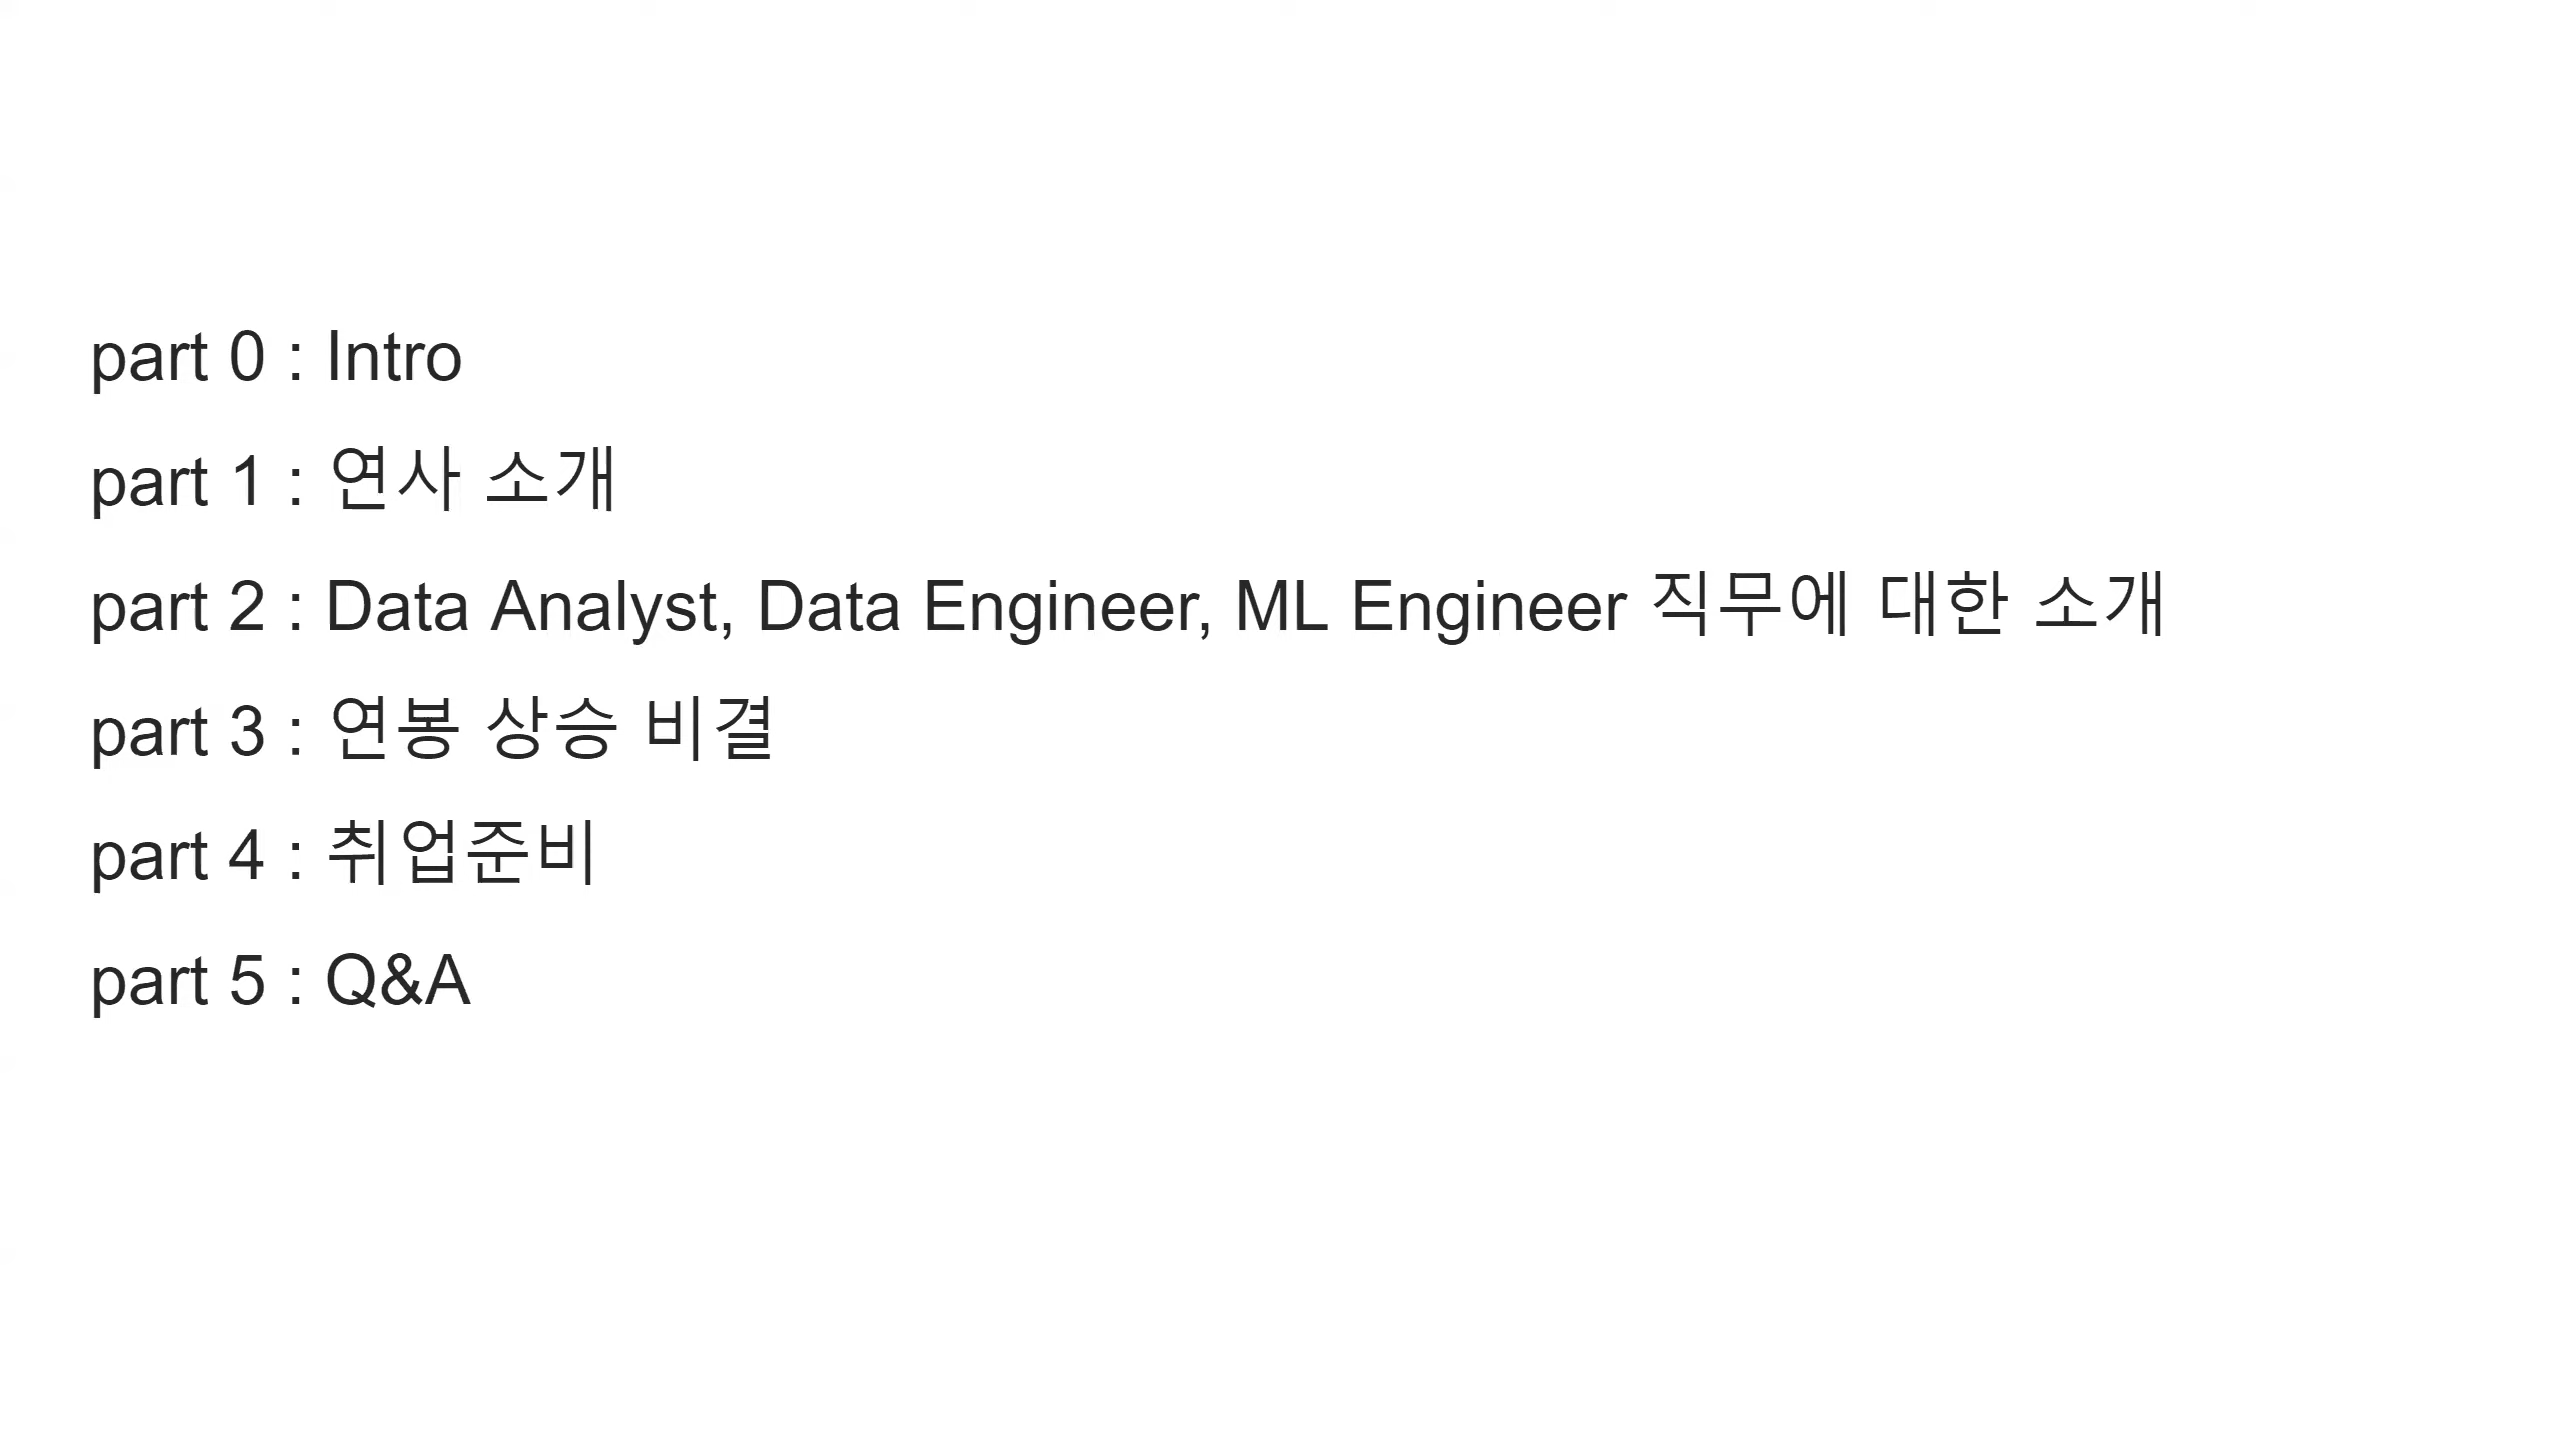 part 0 : Intro
part 1 : 연사 소개
part 2 : Data Analyst, Data Engineer, ML Engineer 직무에 대한 소개
part 3 : 연봉 상승 비결
part 4 : 취업준비
part 5 : Q&A